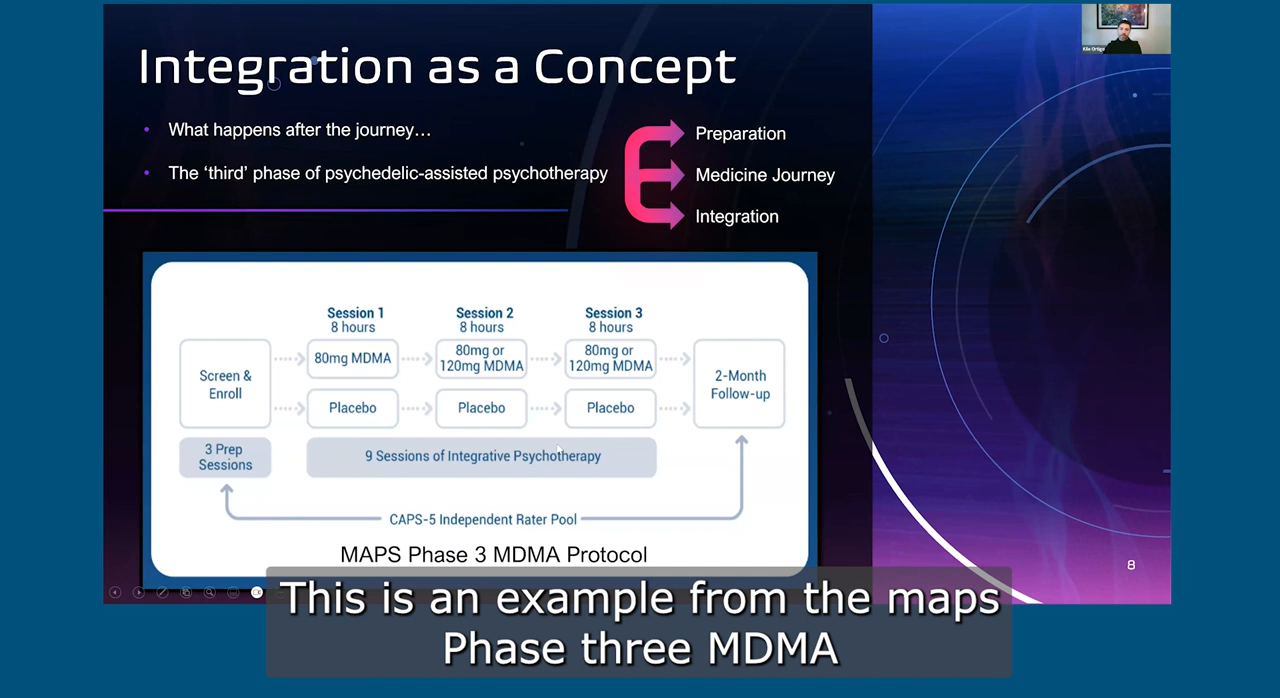 Integration as a Concept
• What happens after the journey…
• The ‘third’ phase of psychedelic-assisted psychotherapy
Preparation
Medicine Journey
Integration
Kile Ortigo
Session 1
8 hours
Session 2
8 hours
Session 3
8 hours
Screen &
Enroll
80mg MDMA
80mg or
120mg MDMA
80mg or
120mg MDMA
2-Month
Follow-up
Placebo
Placebo
Placebo
3 Prep
Sessions
9 Sessions of Integrative Psychotherapy
CAPS-5 Independent Rater Pool
MAPS Phase 3 MDMA Protocol
8
This is an example from the maps
Phase three MDMA